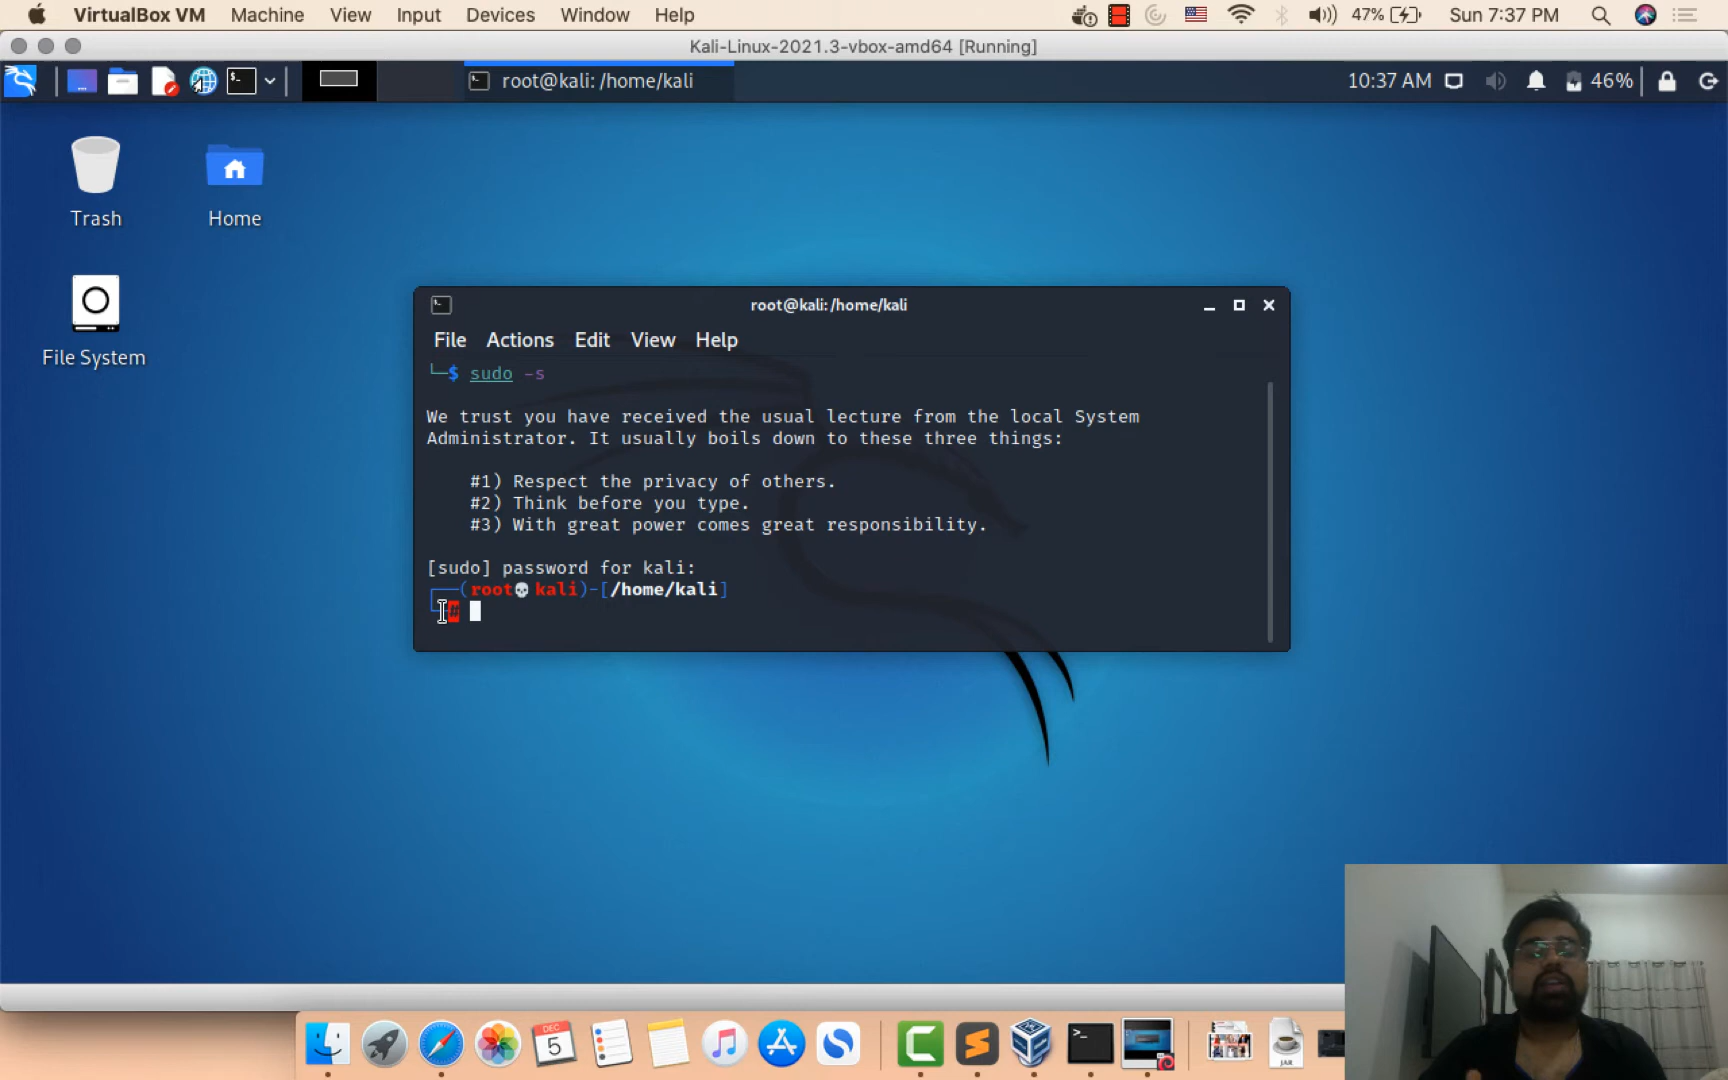 VirtualBox VM Machine View Input Devices Window Help 47% Sun 7:37 PM
Kali-Linux-2021.3-vbox-amd64 [Running]
root@kali: /home/kali 10:37 AM 46%
Trash
Home
File System
root@kali:/home/kali
File Actions Edit View Help
└─$ sudo -s
We trust you have received the usual lecture from the local System
Administrator. It usually boils down to these three things:
#1) Respect the privacy of others.
#2) Think before you type.
#3) With great power comes great responsibility.
[sudo] password for kali:
┌──(root💀kali)-[/home/kali]
└─#
DEC
5
JAR